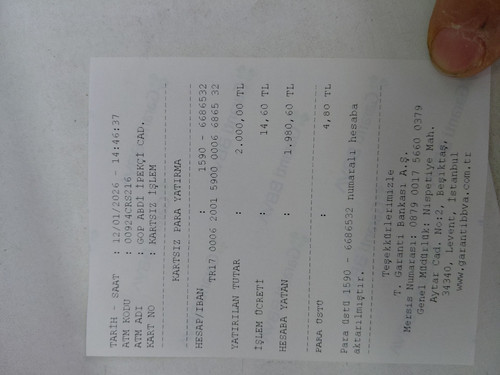 TARİH - SAAT : 12/01/2026 - 14:46:37
ATM KODU : 00924CRS216
ATM ADI : GOP ABDİ İPEKÇİ CAD.
KART NO : KARTSIZ İŞLEM
KARTSIZ PARA YATIRMA
HESAP/IBAN : 1590 - 6686532
TR17 0006 2001 5900 0006 6865 32
YATIRILAN TUTAR : 2.000,00 TL
İŞLEM ÜCRETİ : 14,60 TL
HESABA YATAN : 1.980,60 TL
PARA ÜSTÜ : 4,80 TL
Para üstü 1590 - 6686532 numaralı hesaba
aktarılmıştır.
Teşekkürlerimizle
T. Garanti Bankası A.Ş.
Mersis Numarası: 0879 0017 5660 0379
Genel Müdürlük: Nispetiye Mah.
Aytar Cad. No:2, Beşiktaş,
34340, Levent, İstanbul
www.garantibbva.com.tr